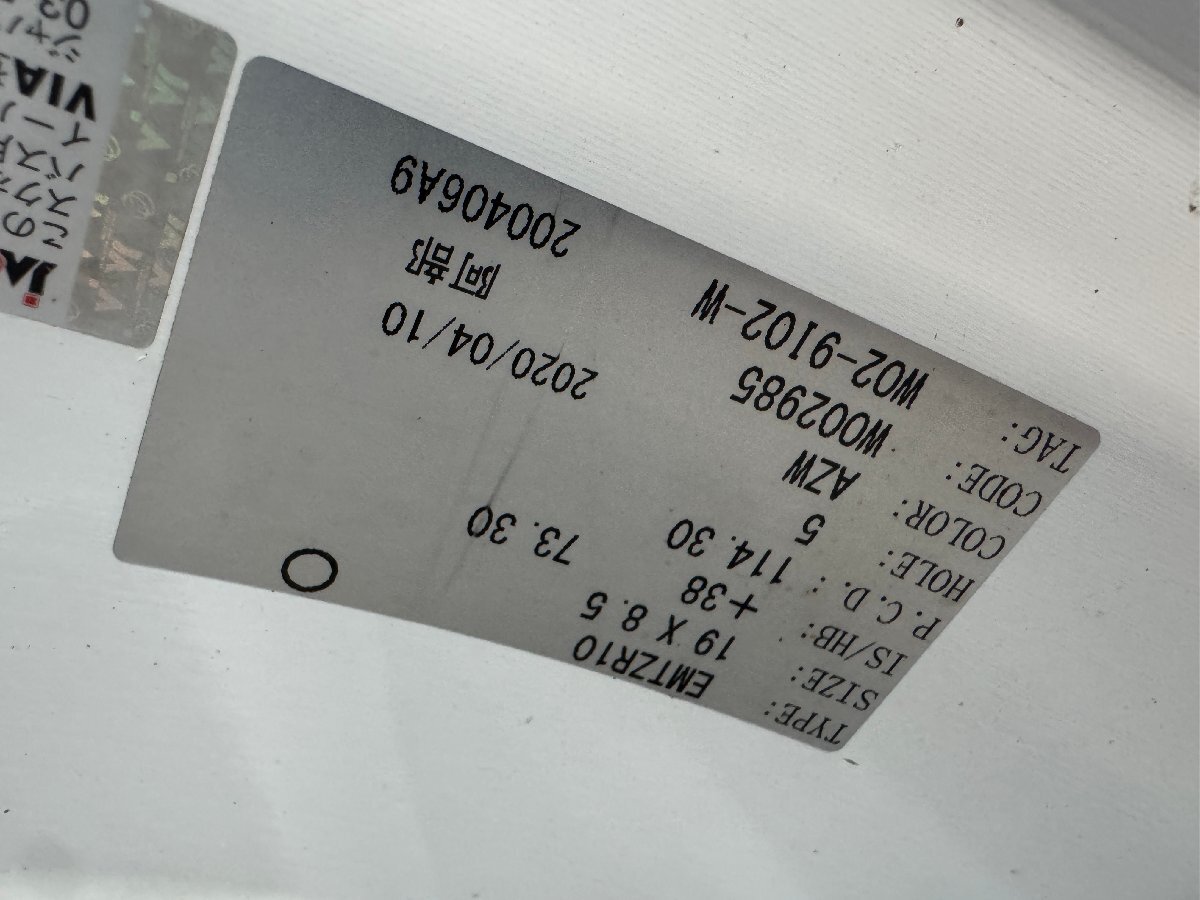 TYPE: EMTZR10
SIZE: 19 X 8.5
IS/HB: +38 73.30
P.C.D.: 114.30
HOLE: 5
COLOR: AZW
CODE: W002985 2020/04/10
TAG: W02-9102-W 阿部
200406A9
VIA